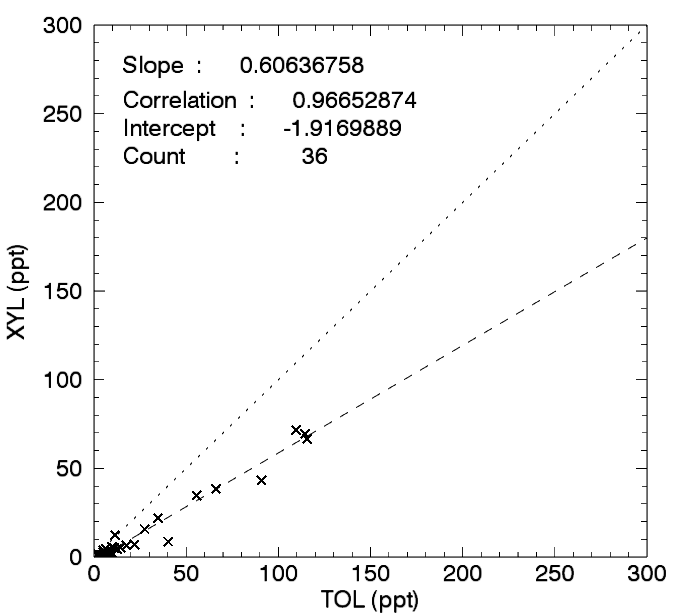 300
250
200
150
100
50
0
XYL (ppt)
Slope : 0.60636758
Correlation : 0.96652874
Intercept : -1.9169889
Count : 36
0 50 100 150 200 250 300
TOL (ppt)